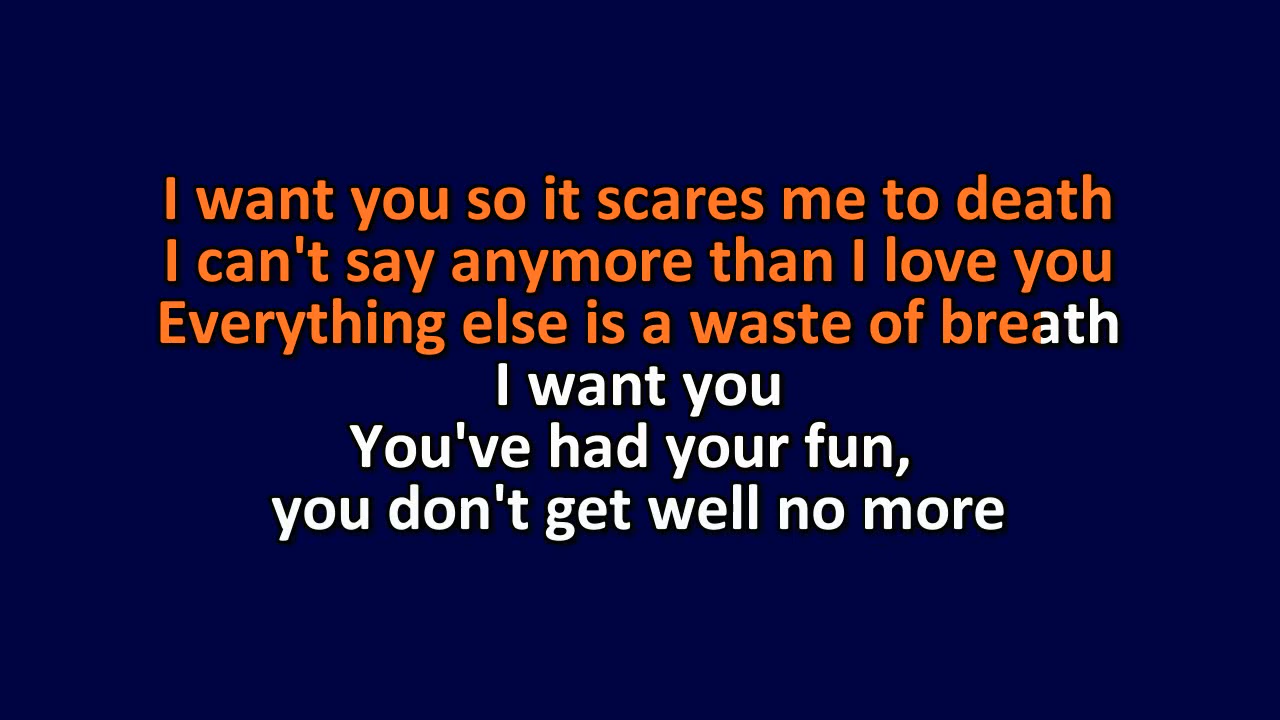 I want you so it scares me to death
I can't say anymore than I love you
Everything else is a waste of breath
I want you
You've had your fun,
you don't get well no more